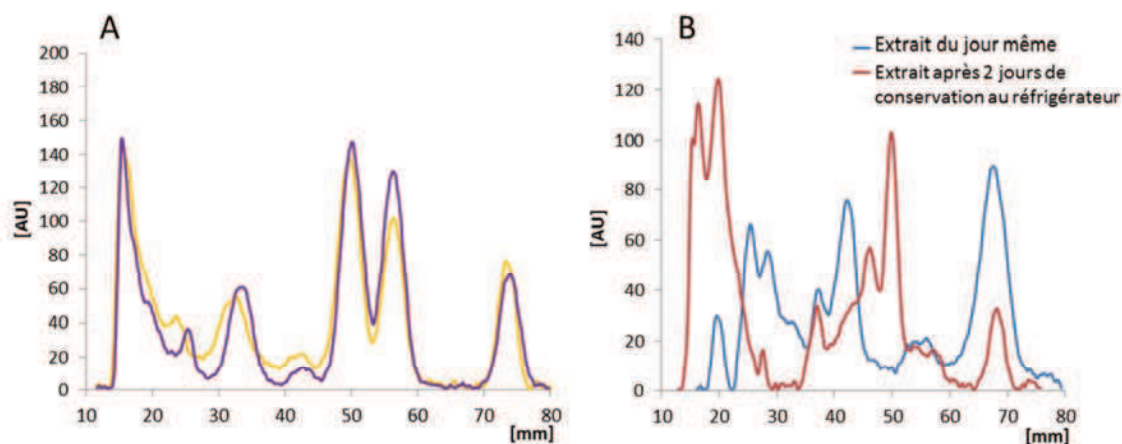 A
200
180
160
140
120
100
80
60
40
20
0
[AU]
10 20 30 40 50 60 70 80
[mm]
B
Extrait du jour même
Extrait après 2 jours de
conservation au réfrigérateur
140
120
100
80
60
40
20
0
[AU]
10 20 30 40 50 60 70 80
[mm]